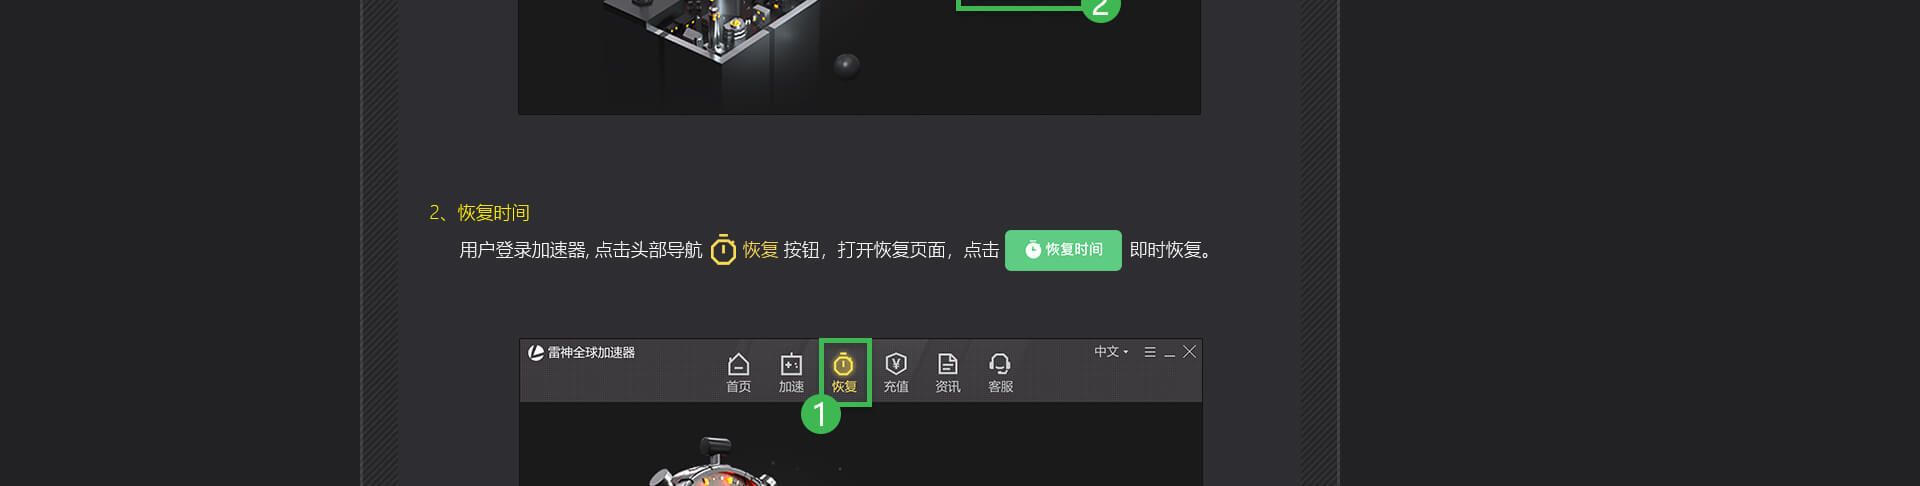 2
2、恢复时间
用户登录加速器, 点击头部导航 恢复 按钮，打开恢复页面，点击 恢复时间 即时恢复。
雷神全球加速器 中文
首页 加速 恢复 充值 资讯 客服
1